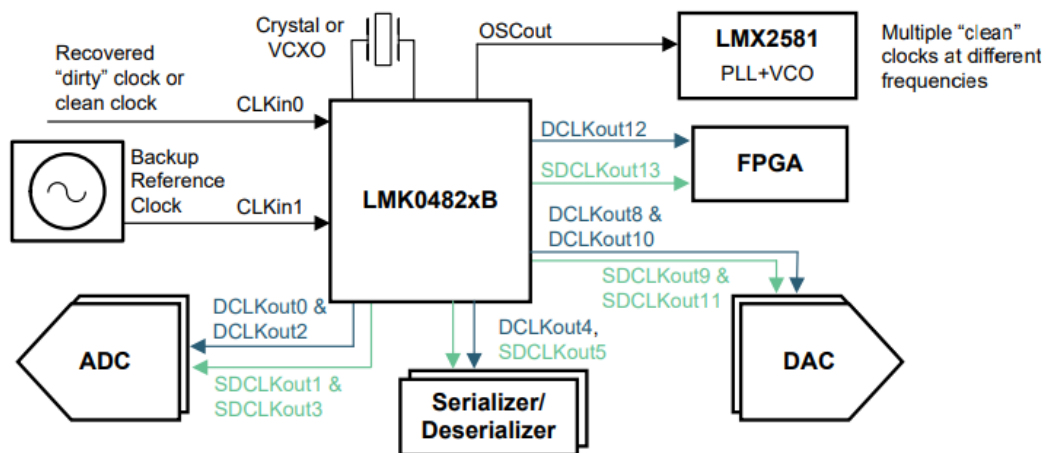 Crystal or
VCXO
OSCout
LMX2581
PLL+VCO
Multiple “clean”
clocks at different
frequencies
Recovered
“dirty” clock or
clean clock
CLKin0
Backup
Reference
Clock
CLKin1
LMK0482xB
DCLKout12
SDCLKout13
FPGA
DCLKout8 &
DCLKout10
SDCLKout9 &
SDCLKout11
DAC
ADC
DCLKout0 &
DCLKout2
SDCLKout1 &
SDCLKout3
DCLKout4,
SDCLKout5
Serializer/
Deserializer